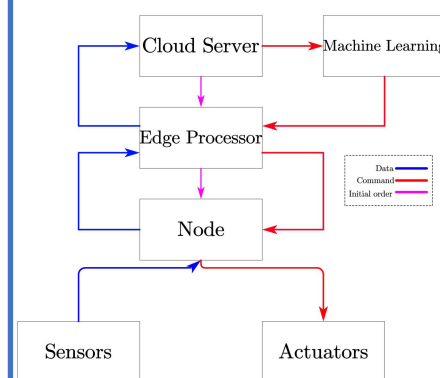 Cloud Server
Machine Learning
Edge Processor
Data
Command
Initial order
Node
Sensors
Actuators